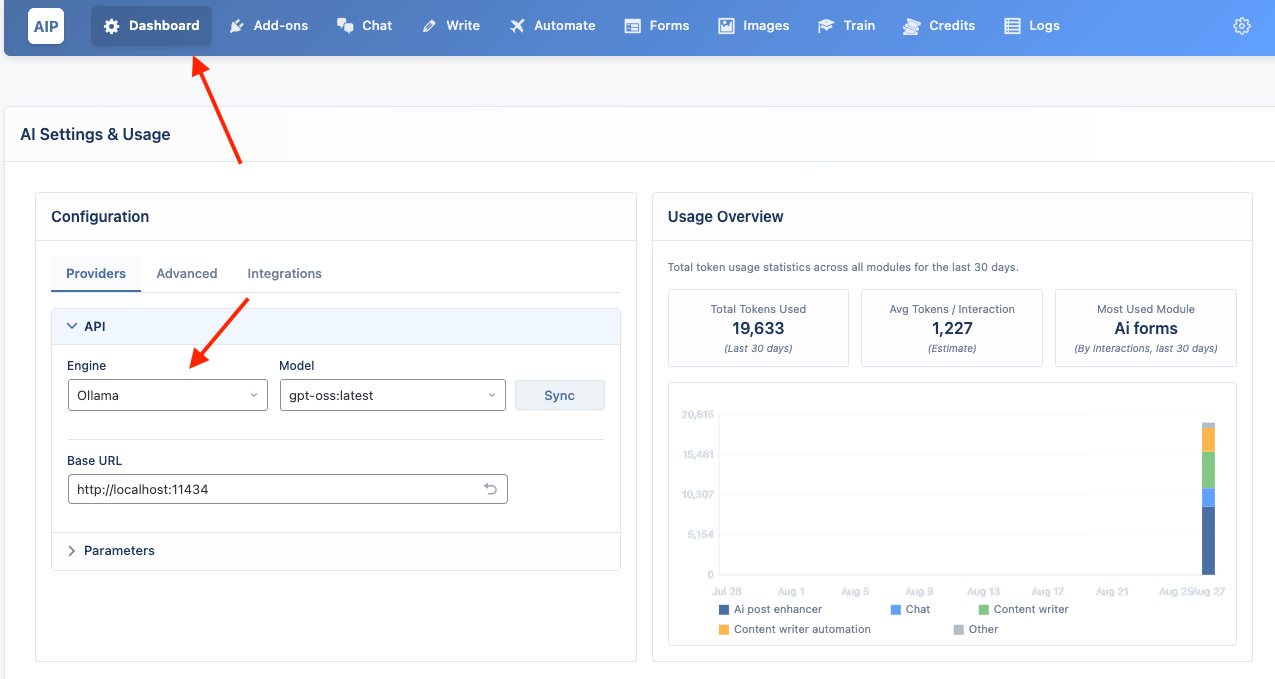 AIP Dashboard Add-ons Chat Write Automate Forms Images Train Credits Logs
AI Settings & Usage
Configuration
Providers Advanced Integrations
API
Engine Model
Ollama gpt-oss:latest Sync
Base URL
http://localhost:11434
Parameters
Usage Overview
Total token usage statistics across all modules for the last 30 days.
Total Tokens Used
19,633
(Last 30 days)
Avg Tokens / Interaction
1,227
(Estimate)
Most Used Module
Ai forms
(By interactions, last 30 days)
20,615
15,461
10,307
5,154
0
Jul 28 Aug 1 Aug 5 Aug 9 Aug 13 Aug 17 Aug 21 Aug 25 Aug 27
Ai post enhancer Chat Content writer
Content writer automation Other